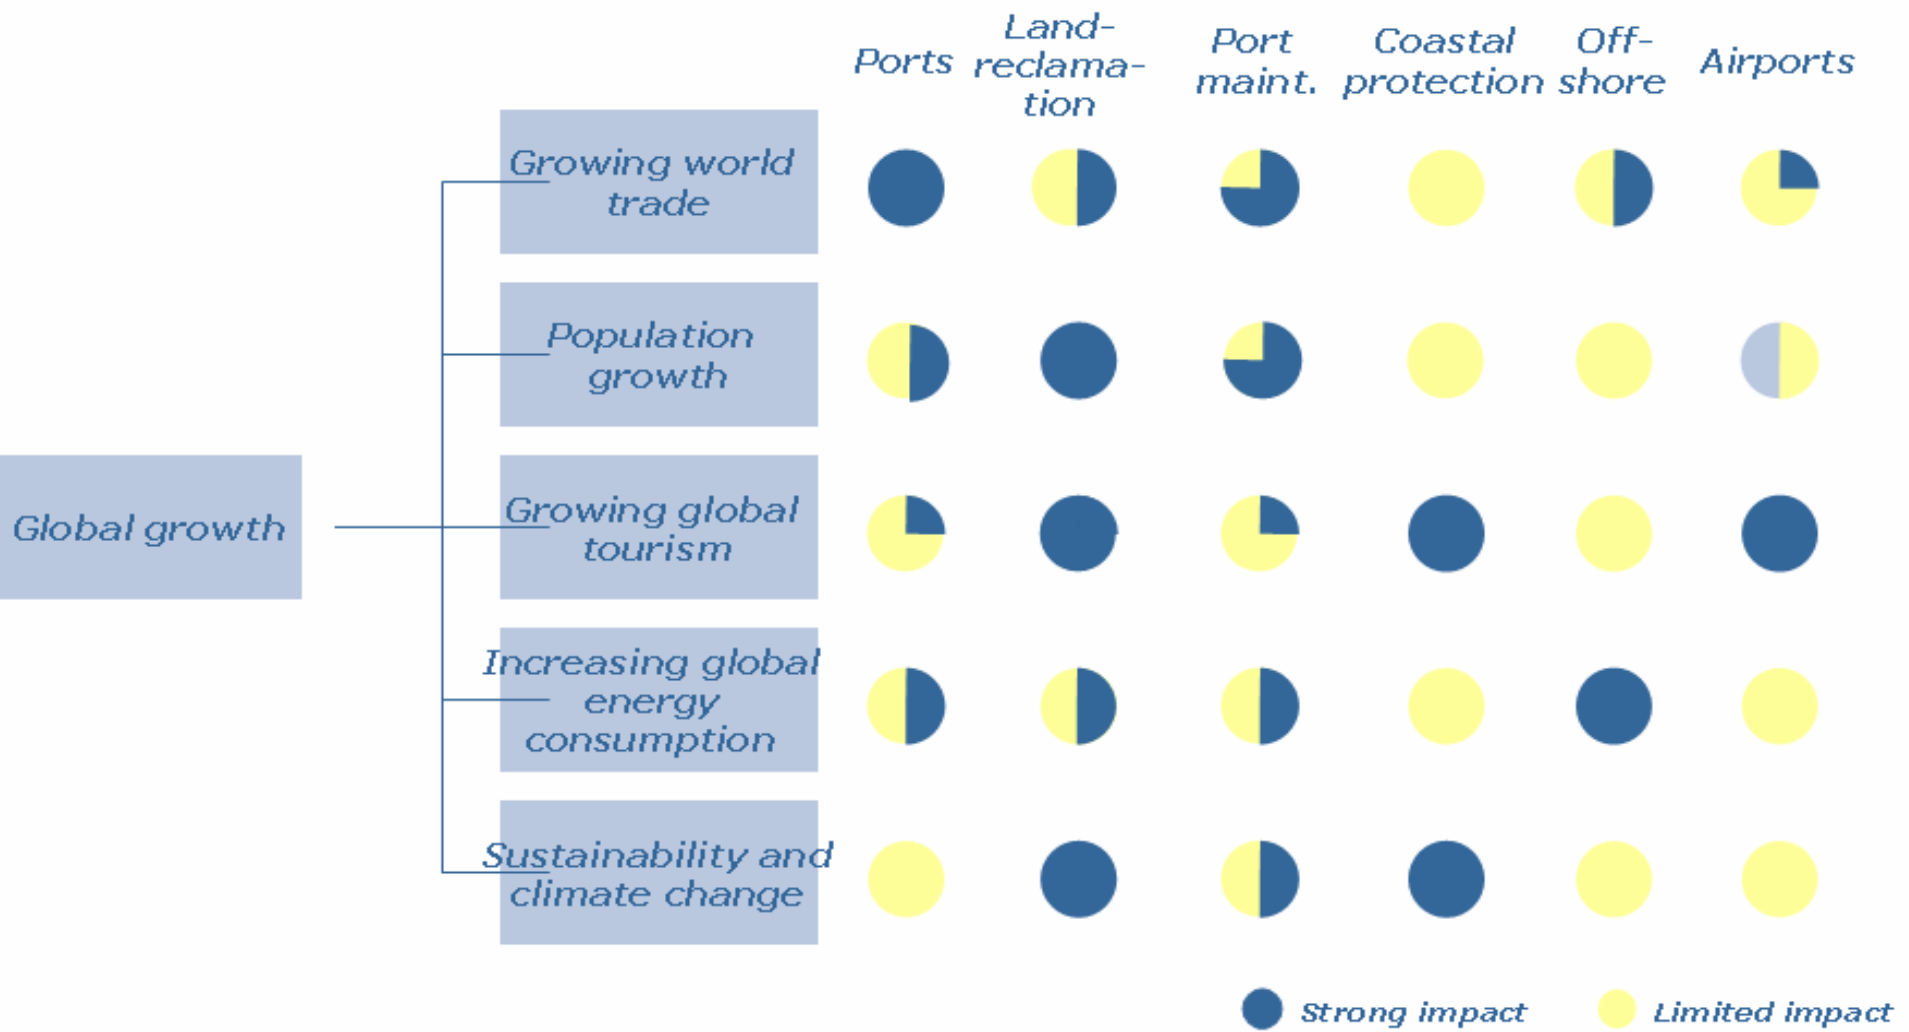 Ports
Land-
reclama-
tion
Port
maint.
Coastal
protection
Off-
shore
Airports
Growing world
trade
Population
growth
Global growth
Growing global
tourism
Increasing global
energy
consumption
Sustainability and
climate change
Strong impact
Limited impact